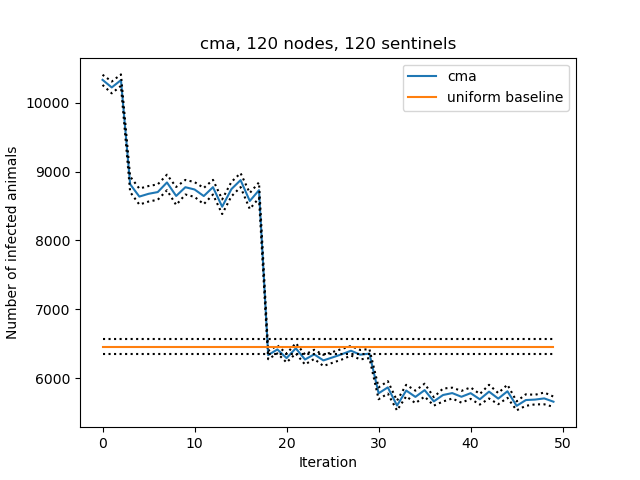 cma, 120 nodes, 120 sentinels
cma
uniform baseline
10000
9000
8000
7000
6000
Number of infected animals
0 10 20 30 40 50
Iteration